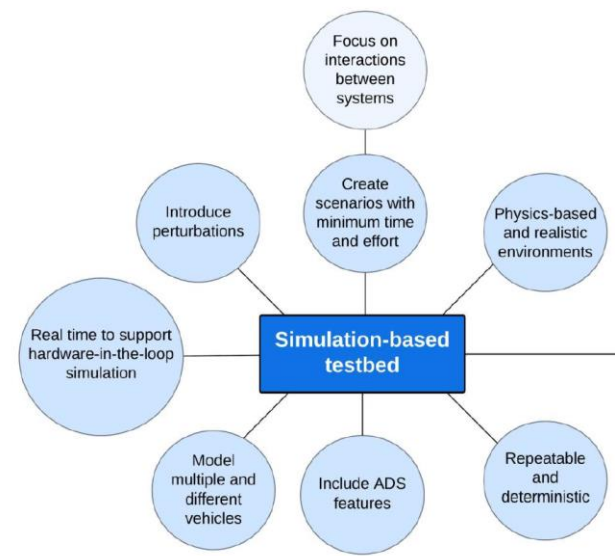 Focus on
interactions
between
systems
Create
scenarios with
minimum time
and effort
Introduce
perturbations
Physics-based
and realistic
environments
Real time to support
hardware-in-the-loop
simulation
Simulation-based
testbed
Model
multiple and
different
vehicles
Include ADS
features
Repeatable
and
deterministic